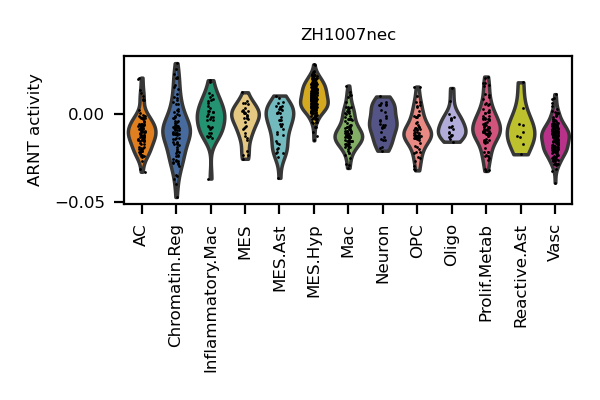 ZH1007nec
ARNT activity
0.00
−0.05
AC
Chromatin.Reg
Inflammatory.Mac
MES
MES.Ast
MES.Hyp
Mac
Neuron
OPC
Oligo
Prolif.Metab
Reactive.Ast
Vasc